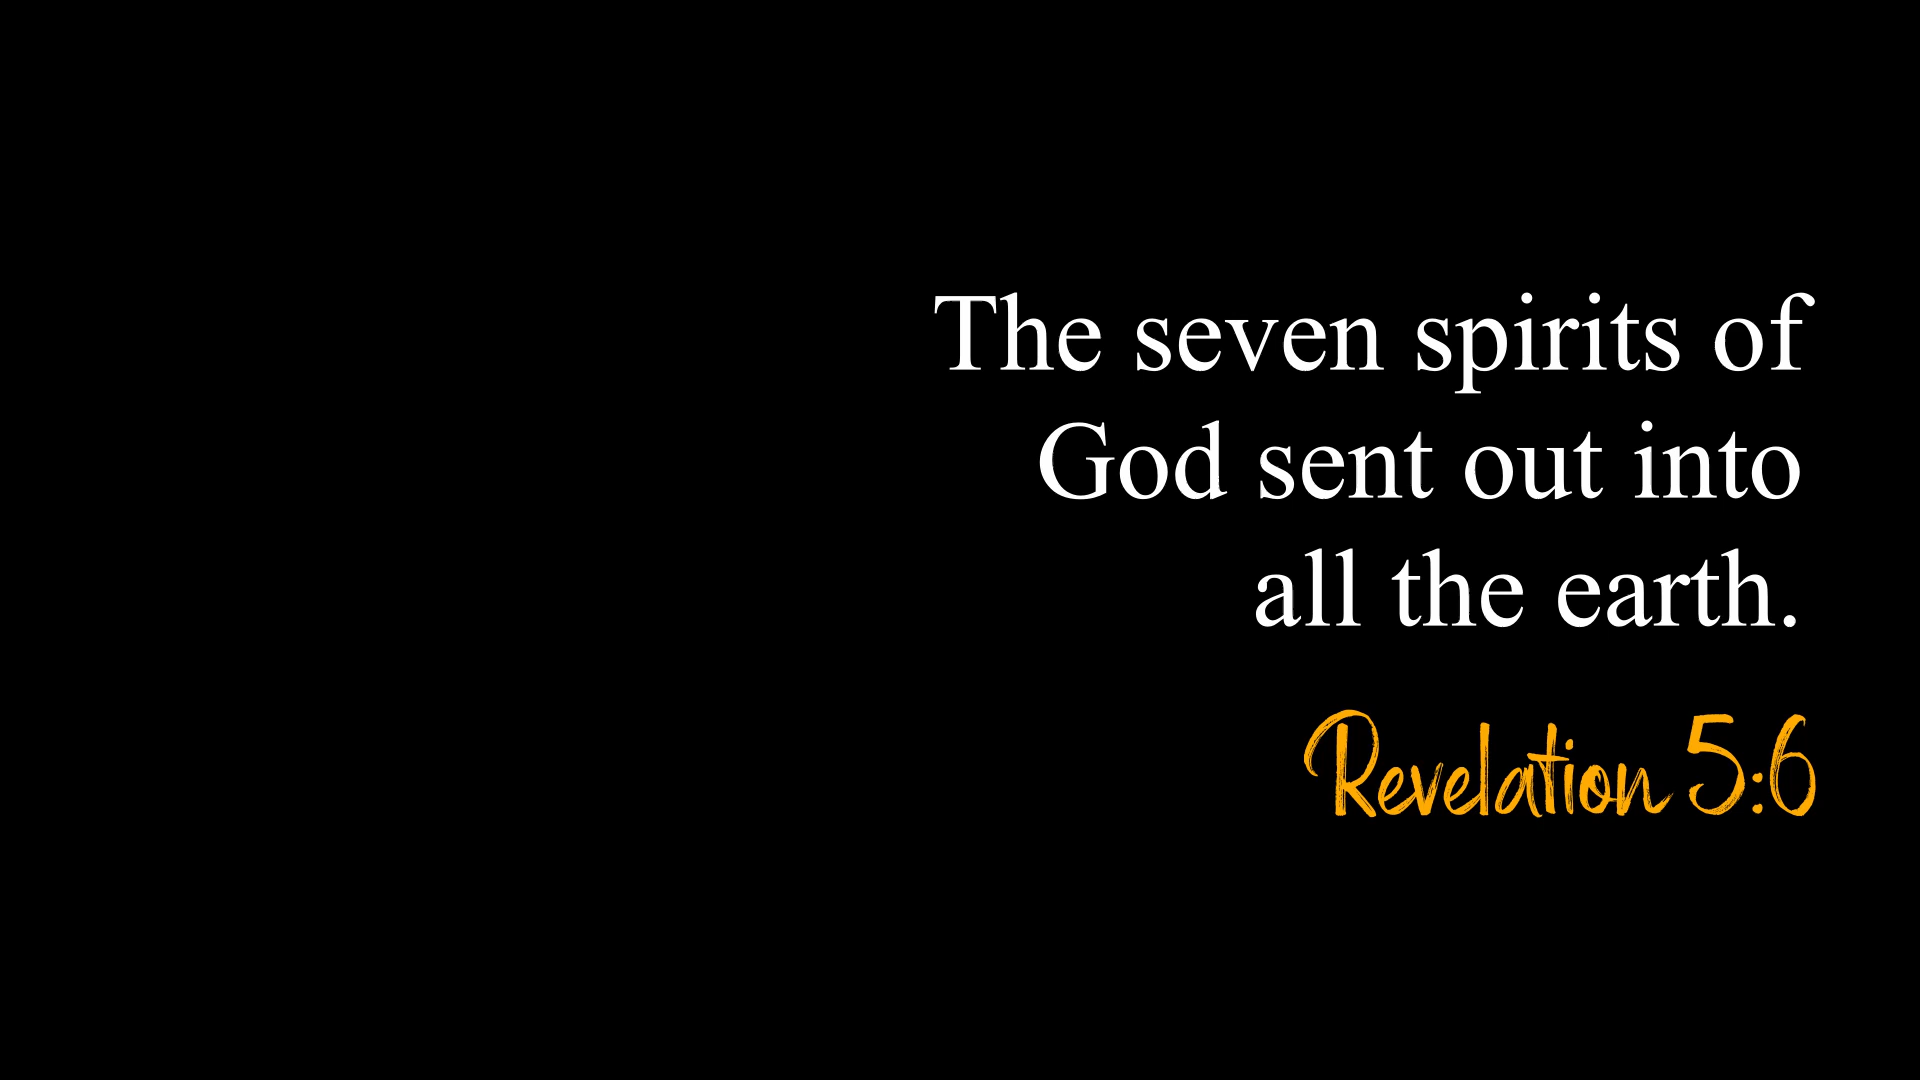 The seven spirits of
God sent out into
all the earth.
Revelation 5:6